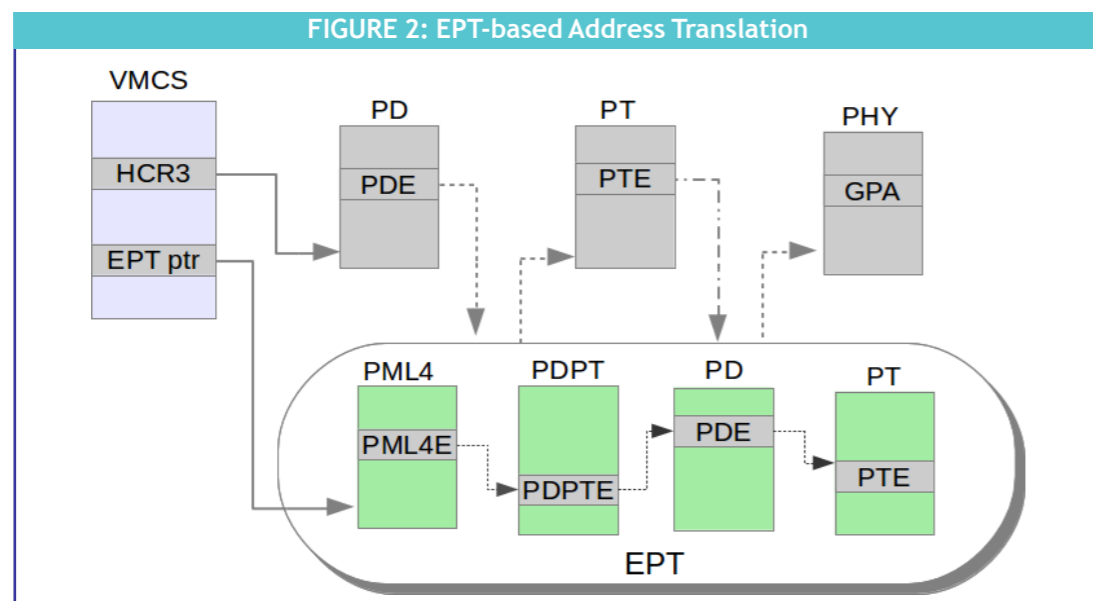 FIGURE 2: EPT-based Address Translation
VMCS
HCR3
EPT ptr
PD
PDE
PT
PTE
PHY
GPA
PML4
PML4E
PDPT
PDPTE
PD
PDE
PT
PTE
EPT